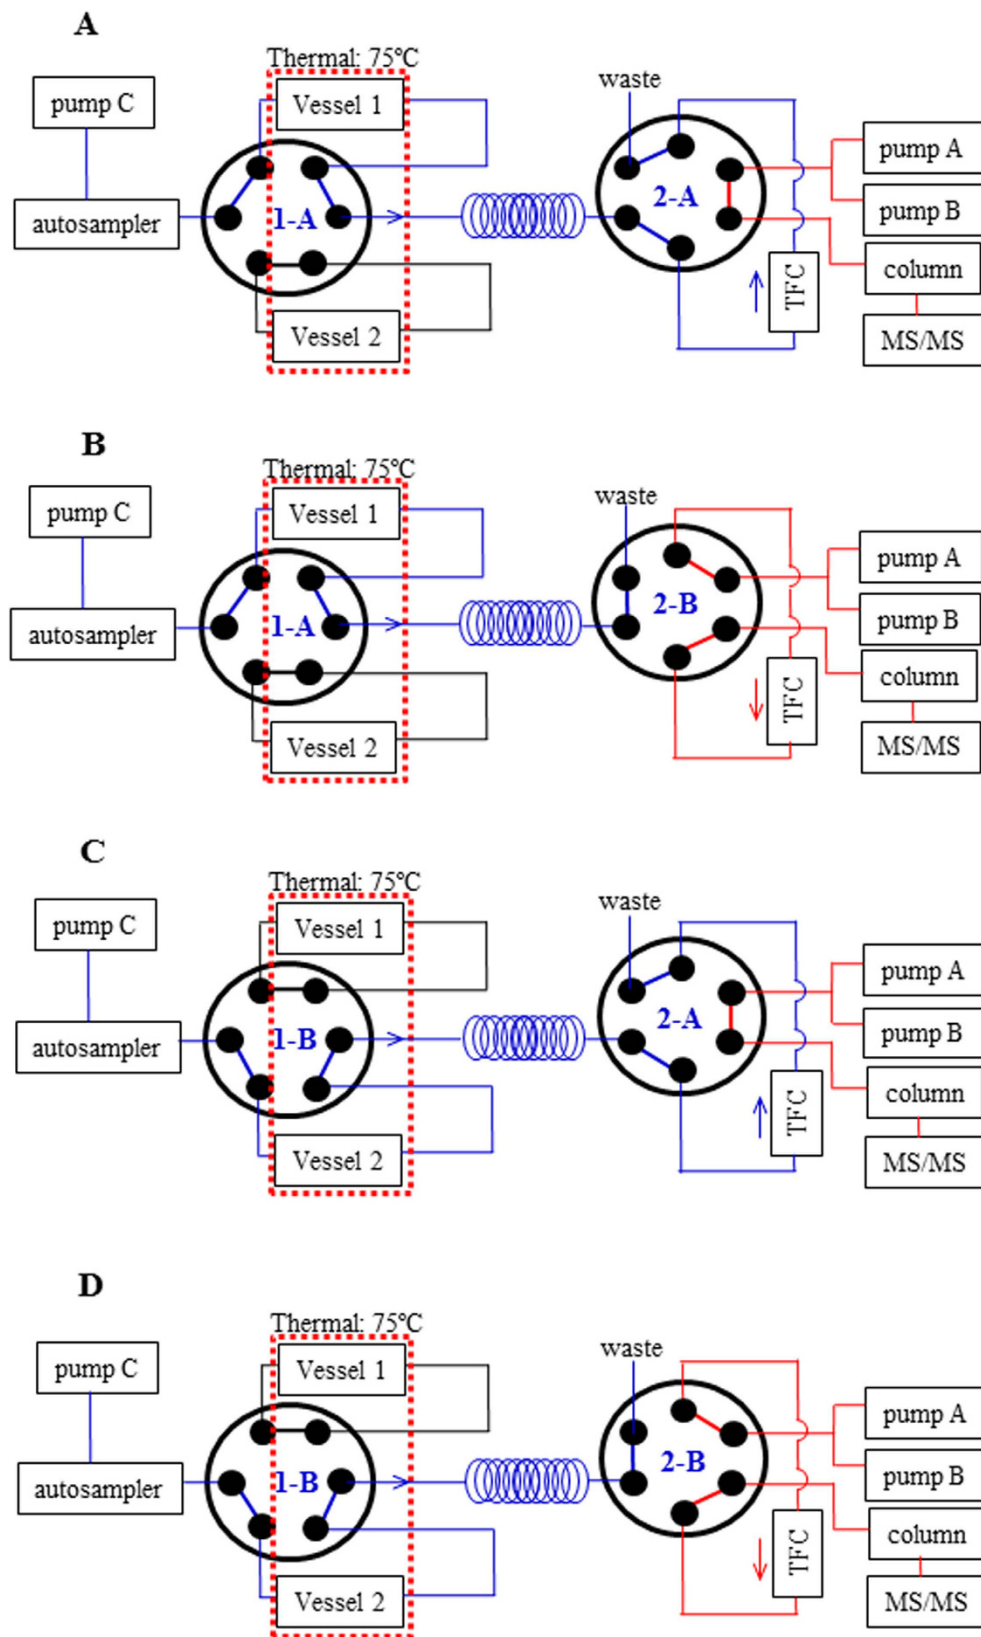 A
Thermal: 75°C
pump C
Vessel 1
waste
pump A
autosampler
1-A
2-A
pump B
TFC
column
Vessel 2
MS/MS
B
Thermal: 75°C
pump C
Vessel 1
waste
pump A
autosampler
1-A
2-B
pump B
TFC
column
Vessel 2
MS/MS
C
Thermal: 75°C
pump C
Vessel 1
waste
pump A
autosampler
1-B
2-A
pump B
TFC
column
Vessel 2
MS/MS
D
Thermal: 75°C
pump C
Vessel 1
waste
pump A
autosampler
1-B
2-B
pump B
TFC
column
Vessel 2
MS/MS